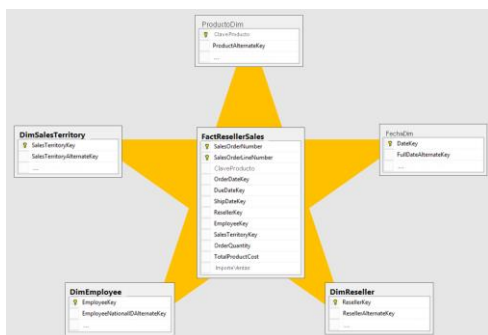 ProductoDim
ClaveProducto
ProductAlternateKey
....
DimSalesTerritory
SalesTerritoryKey
SalesTerritoryAlternateKey
....
FactResellerSales
SalesOrderNumber
SalesOrderLineNumber
ClaveProducto
OrderDateKey
DueDateKey
ShipDateKey
ResellerKey
EmployeeKey
SalesTerritoryKey
OrderQuantity
TotalProductCost
ImporteVentas
FechaDim
DateKey
FullDateAlternateKey
....
DimEmployee
EmployeeKey
EmployeeNationalIDAlternateKey
....
DimReseller
ResellerKey
ResellerAlternateKey
....